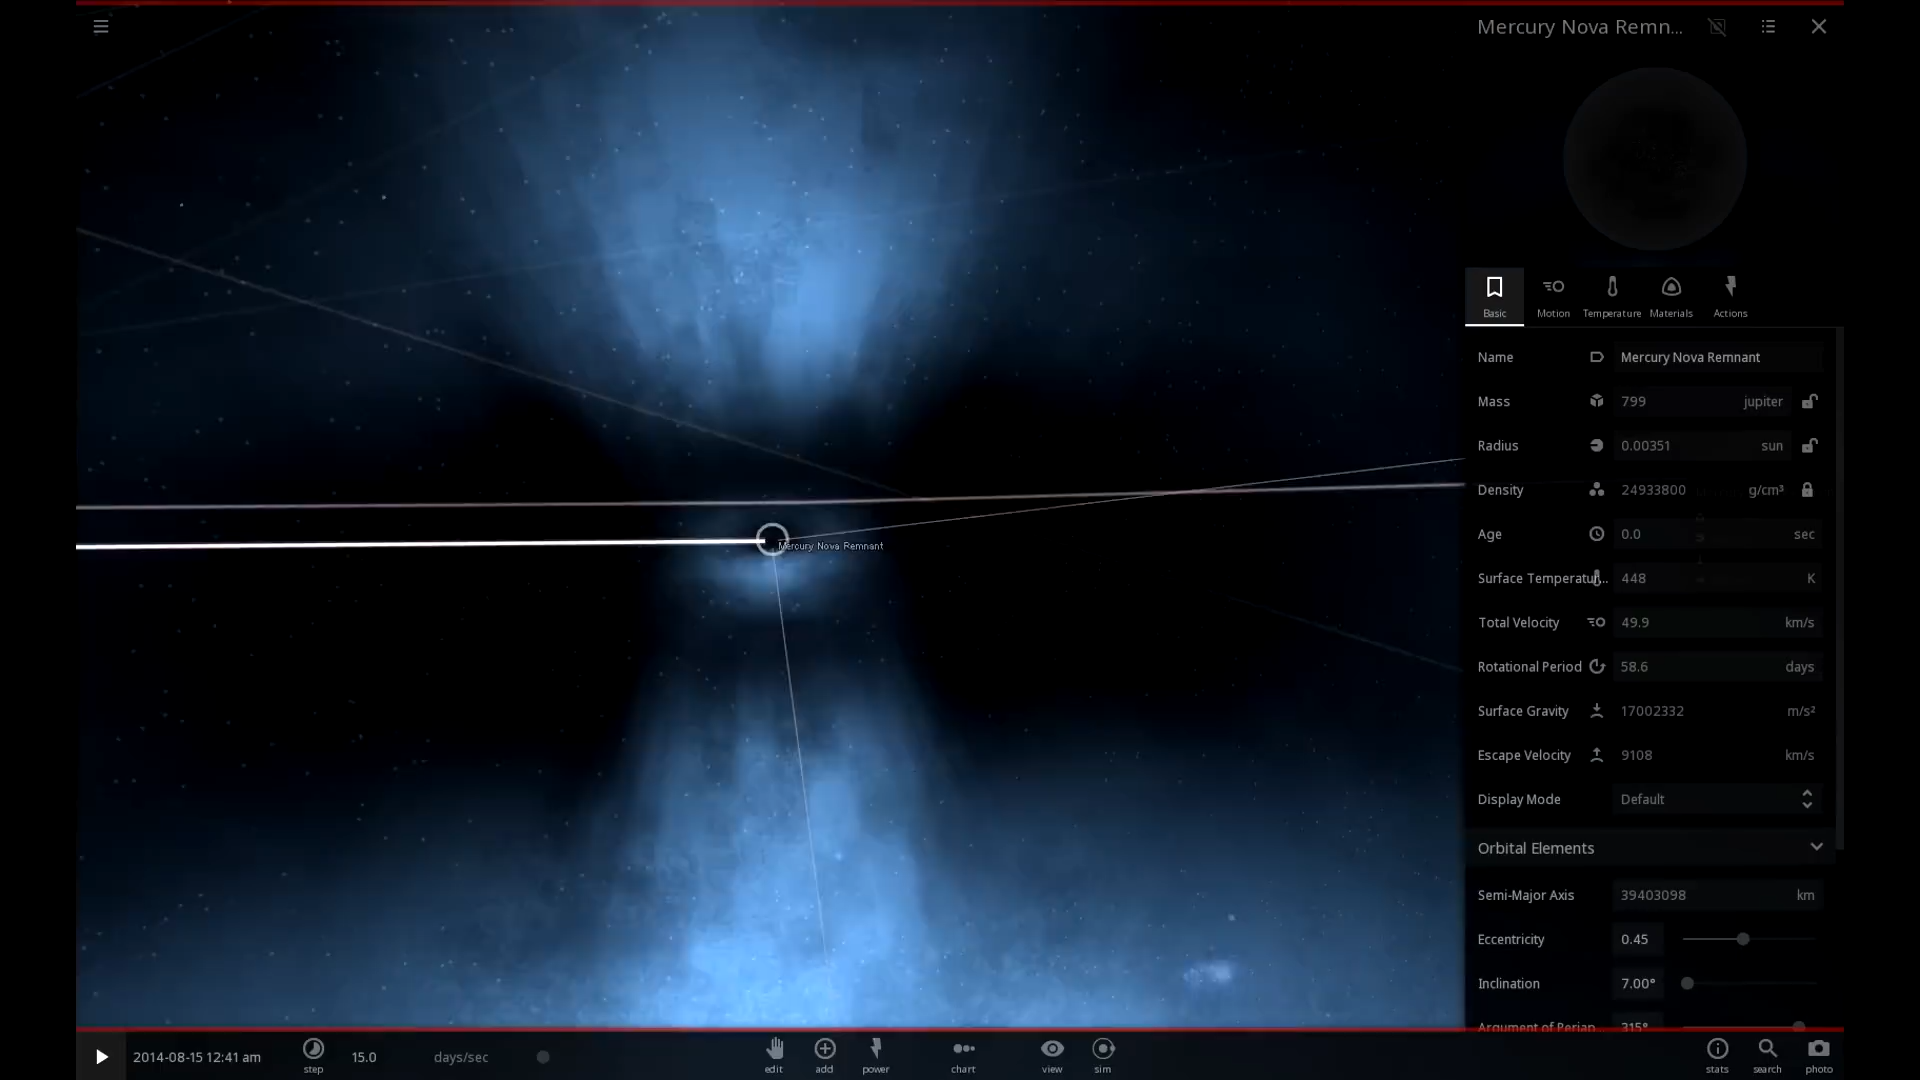 Mercury Nova Remn...
Basic
Motion
Temperature
Materials
Actions
Name Mercury Nova Remnant
Mass 799 jupiter
Radius 0.00351 sun
Density 24933800 g/cm³
Age 0.0 sec
Surface Temperatur... 448 K
Total Velocity 49.9 km/s
Rotational Period 58.6 days
Surface Gravity 17002332 m/s²
Escape Velocity 9108 km/s
Display Mode Default
Orbital Elements
Semi-Major Axis 39403098 km
Eccentricity 0.45
Inclination 7.00°
Argument of Periap... 315°
Mercury Nova Remnant
2014-08-15 12:41 am
step
15.0 days/sec
edit
add
power
chart
view
sim
stats
search
photo